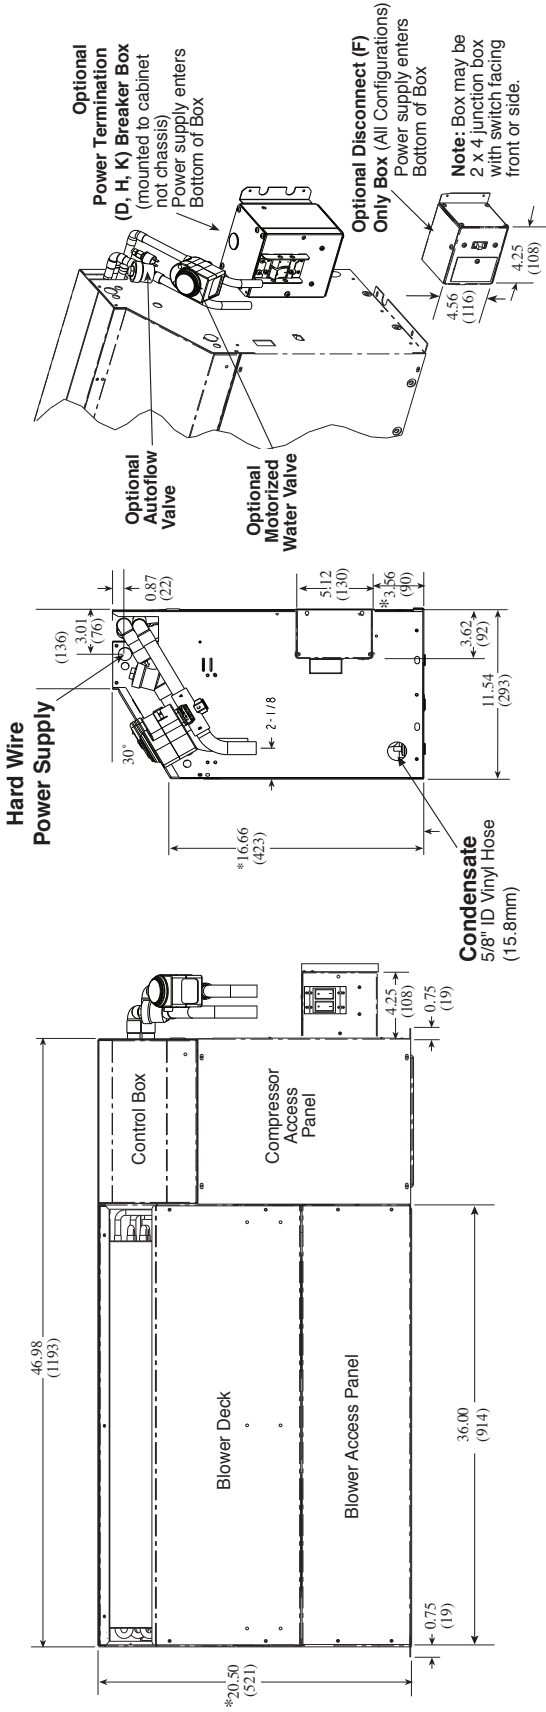 46.98
(1193)
*20.50
(521)
Control Box
Compressor
Access
Panel
Blower Deck
Blower Access Panel
36.00
(914)
0.75
(19)
0.75
(19)
4.25
(108)
Hard Wire
Power Supply
(136)
3.01
(76)
0.87
(22)
30°
2-1/8
*16.66
(423)
5.12
(130)
*3.56
(90)
3.62
(92)
11.54
(293)
Condensate
5/8" ID Vinyl Hose
(15.8mm)
Optional
Autoflow
Valve
Optional
Motorized
Water Valve
Optional
Power Termination
(D, H, K) Breaker Box
(mounted to cabinet
not chassis)
Power supply enters
Bottom of Box
Optional Disconnect (F)
Only Box (All Configurations)
Power supply enters
Bottom of Box
Note: Box may be
2 x 4 junction box
with switch facing
front or side.
4.56
(116)
4.25
(108)